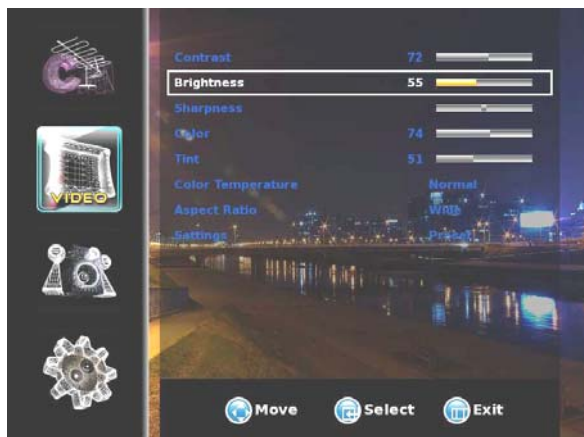 Contrast 72
Brightness 55
Sharpness
Color 74
Tint 51
Color Temperature Normal
Aspect Ratio Wide
Settings Preset
VIDEO
Move Select Exit